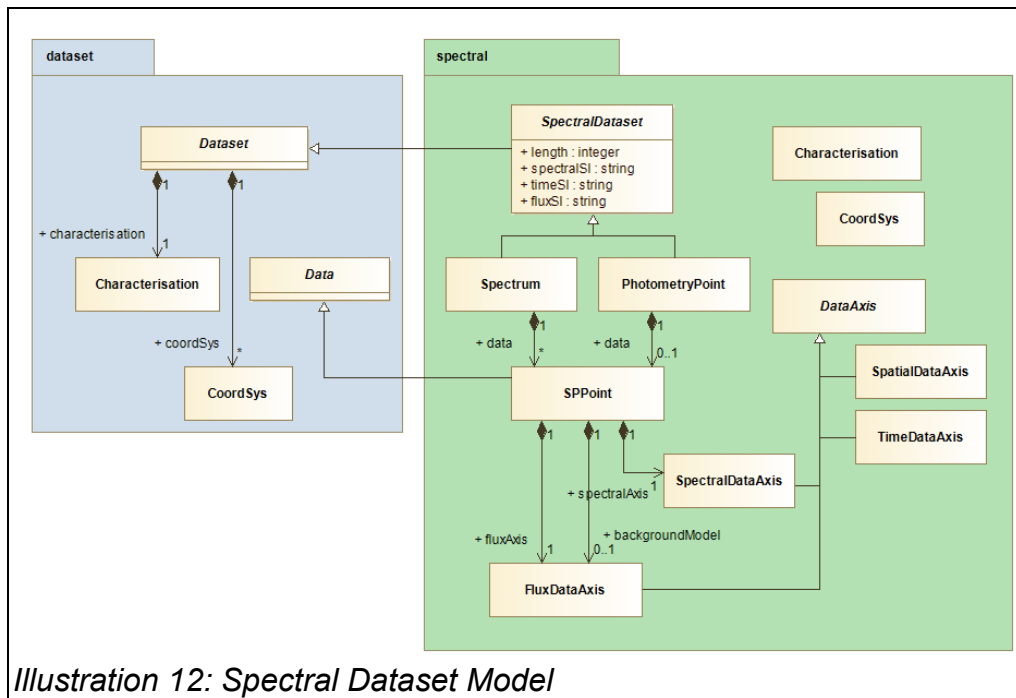 dataset
spectral
Dataset
SpectralDataset
+ length : integer
+ spectralSI : string
+ timeSI : string
+ fluxSI : string
Characterisation
CoordSys
1
1
+ characterisation
1
Characterisation
Data
Spectrum
PhotometryPoint
DataAxis
+ coordSys
*
CoordSys
1
+ data
*
1
+ data
0..1
SPPoint
SpatialDataAxis
TimeDataAxis
1
1
1
+ spectralAxis
1
SpectralDataAxis
+ fluxAxis
1
0..1
+ backgroundModel
FluxDataAxis
Illustration 12: Spectral Dataset Model